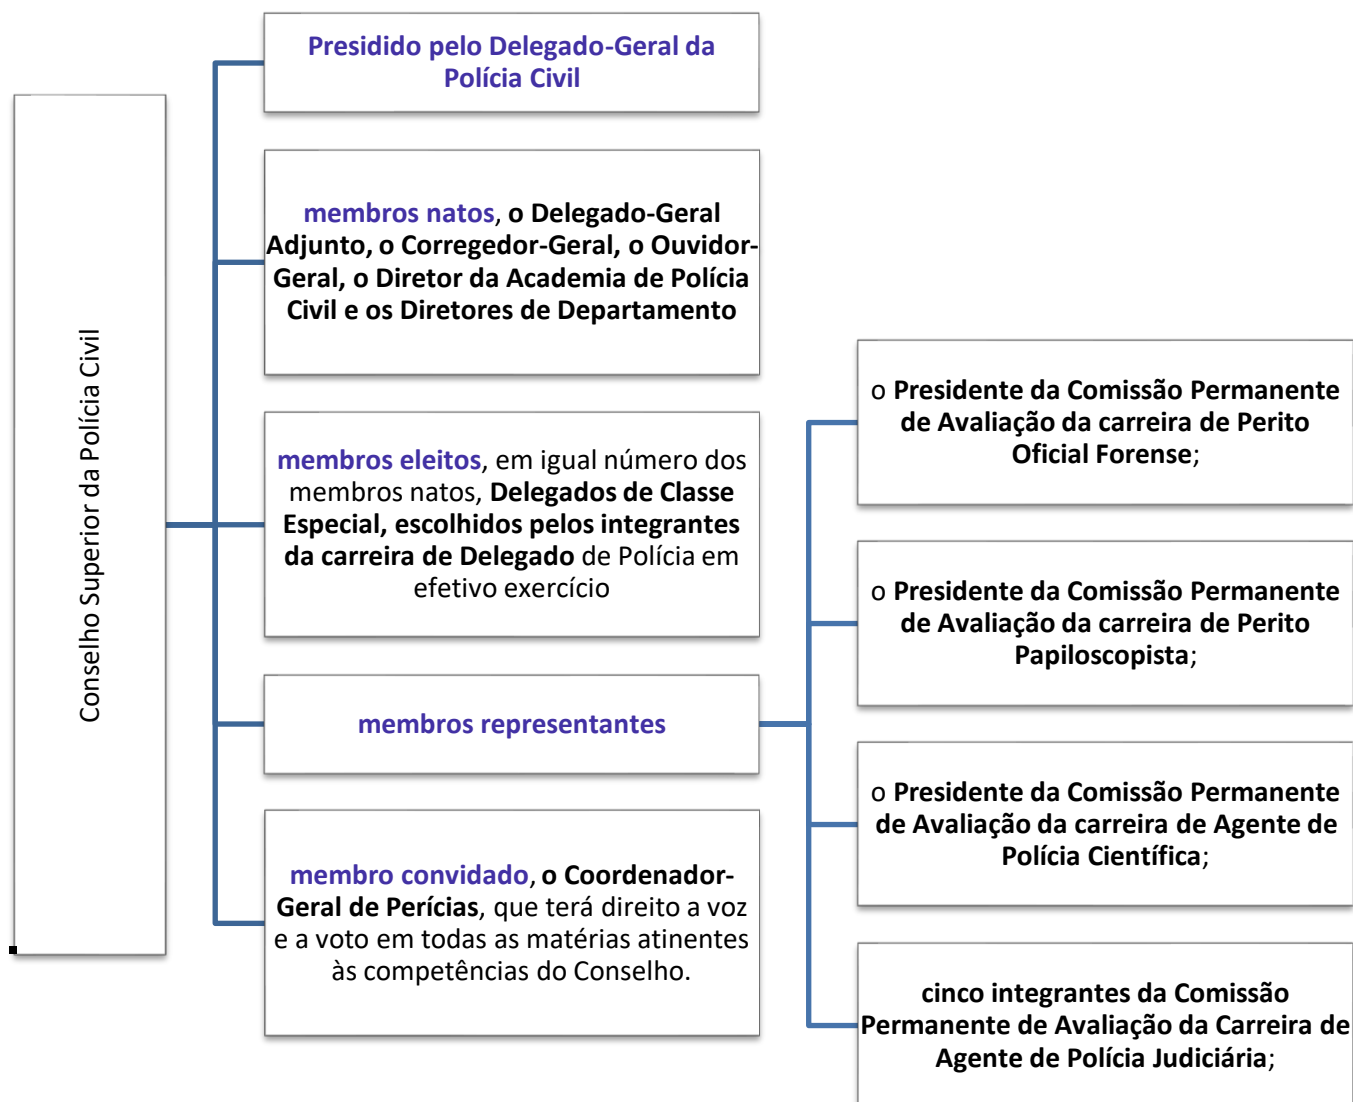 Conselho Superior da Polícia Civil
Presidido pelo Delegado-Geral da
Polícia Civil
membros natos, o Delegado-Geral
Adjunto, o Corregedor-Geral, o Ouvidor-
Geral, o Diretor da Academia de Polícia
Civil e os Diretores de Departamento
membros eleitos, em igual número dos
membros natos, Delegados de Classe
Especial, escolhidos pelos integrantes
da carreira de Delegado de Polícia em
efetivo exercício
membros representantes
o Presidente da Comissão Permanente
de Avaliação da carreira de Perito
Oficial Forense;
o Presidente da Comissão Permanente
de Avaliação da carreira de Perito
Papiloscopista;
o Presidente da Comissão Permanente
de Avaliação da carreira de Agente de
Polícia Científica;
cinco integrantes da Comissão
Permanente de Avaliação da Carreira de
Agente de Polícia Judiciária;
membro convidado, o Coordenador-
Geral de Perícias, que terá direito a voz
e a voto em todas as matérias atinentes
às competências do Conselho.